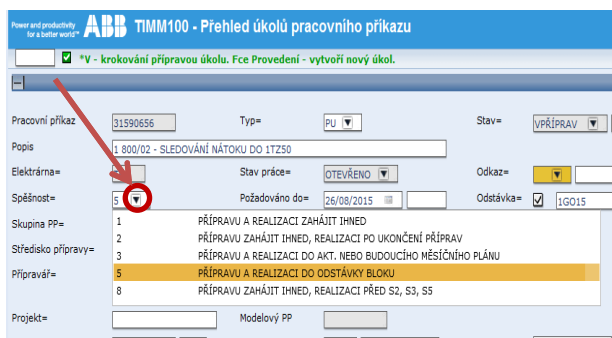 Power and productivity for a better world™ ABB TIMM100 - Přehled úkolů pracovního příkazu
*V - krokování přípravou úkolu. Fce Provedení - vytvoří nový úkol.
Pracovní příkaz 31590656 Typ= PU Stav= VPŘÍPRAV
Popis
1 800/02 - SLEDOVÁNÍ NÁTOKU DO 1TZ50
Elektrárna= Stav práce= OTEVŘENO Odkaz=
Spěšnost= 5 Požadováno do= 26/08/2015 Odstávka= 1GO15
Skupina PP=
Středisko přípravy=
Přípravář=
1 PŘÍPRAVU A REALIZACI ZAHÁJIT IHNED
2 PŘÍPRAVU ZAHÁJIT IHNED, REALIZACI PO UKONČENÍ PŘÍPRAV
3 PŘÍPRAVU A REALIZACI DO AKT. NEBO BUDOUCÍHO MĚSÍČNÍHO PLÁNU
5 PŘÍPRAVU A REALIZACI DO ODSTÁVKY BLOKU
8 PŘÍPRAVU ZAHÁJIT IHNED, REALIZACI PŘED S2, S3, S5
Projekt= Modelový PP